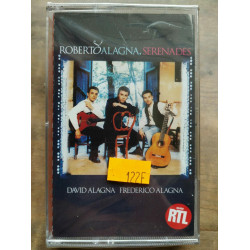 ROBERTO ALAGNA, SERENADES
122F
DAVID ALAGNA FREDERICO ALAGNA
RTL